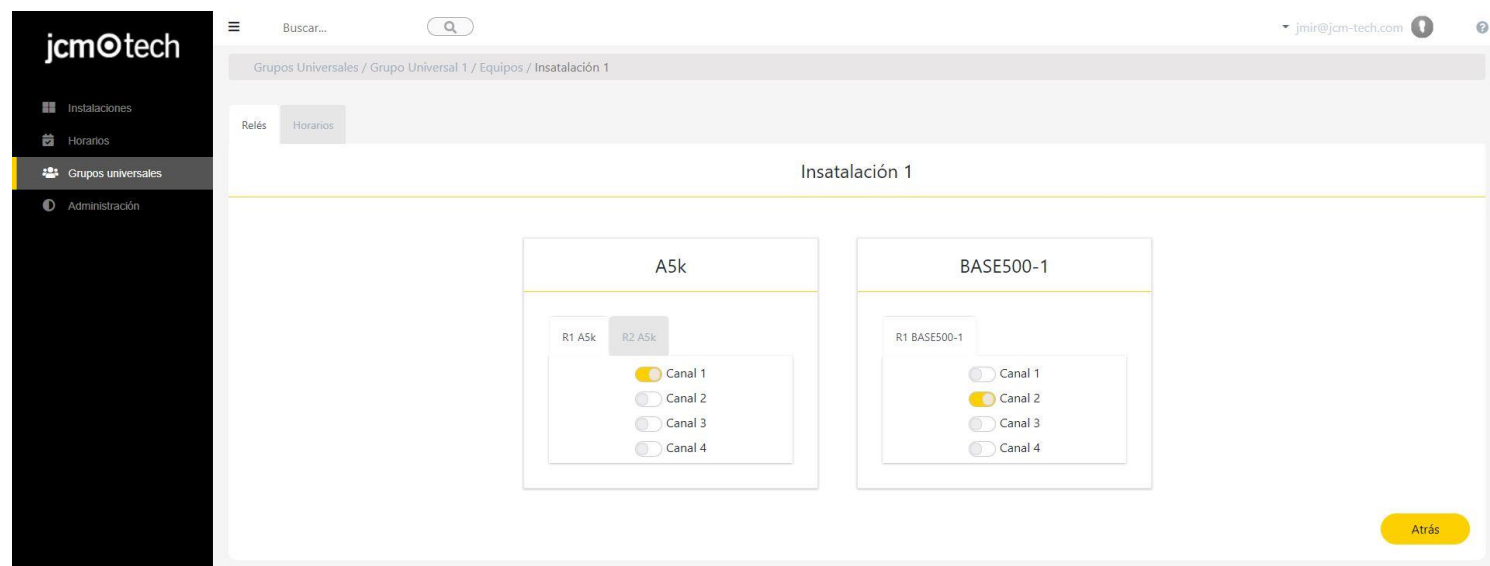 jcm tech
Instalaciones
Horarios
Grupos universales
Administración
Buscar...
jmir@jcm-tech.com
Grupos Universales / Grupo Universal 1 / Equipos / Insatalación 1
Relés
Horarios
Insatalación 1
A5k
R1 A5k
R2 A5k
Canal 1
Canal 2
Canal 3
Canal 4
BASE500-1
R1 BASE500-1
Canal 1
Canal 2
Canal 3
Canal 4
Atrás